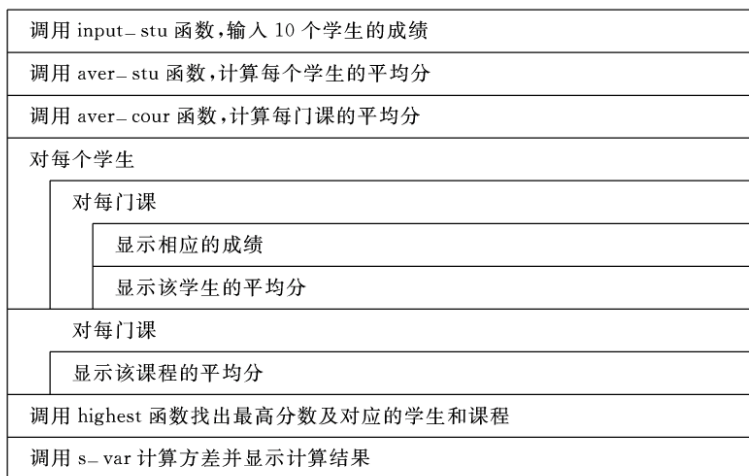 调用 input_stu 函数,输入 10 个学生的成绩
调用 aver_stu 函数,计算每个学生的平均分
调用 aver_cour 函数,计算每门课的平均分
对每个学生
对每门课
显示相应的成绩
显示该学生的平均分
对每门课
显示该课程的平均分
调用 highest 函数找出最高分数及对应的学生和课程
调用 s_var 计算方差并显示计算结果